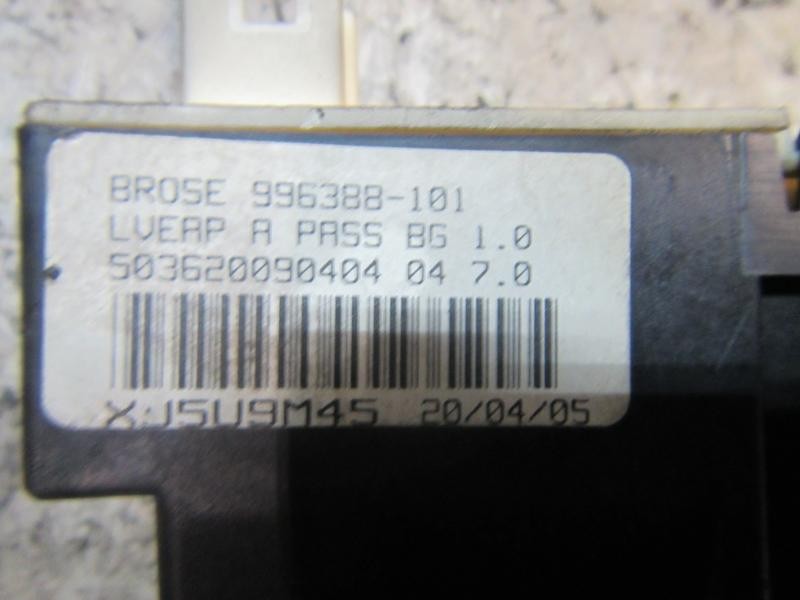 BROSE 996388-101
LVEAP A PASS BG 1.0
503620090404 04 7.0
XJ5U9M45 20/04/05